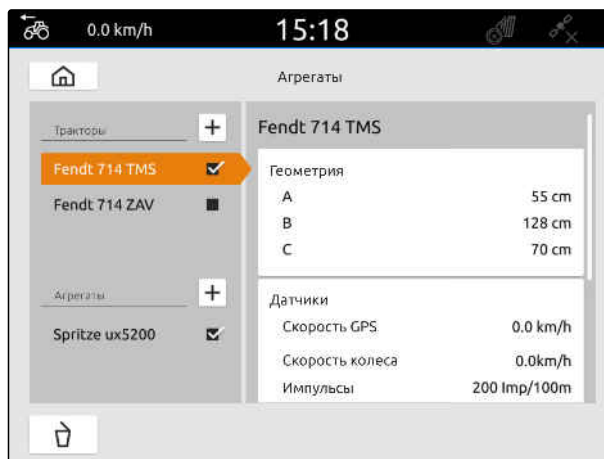 0.0 km/h 15:18
Агрегаты
Тракторы
Fendt 714 TMS
Fendt 714 ZAV
Агрегаты
Spritze ux5200
Fendt 714 TMS
Геометрия
A 55 cm
B 128 cm
C 70 cm
Датчики
Скорость GPS 0.0 km/h
Скорость колеса 0.0km/h
Импульсы 200 Imp/100m